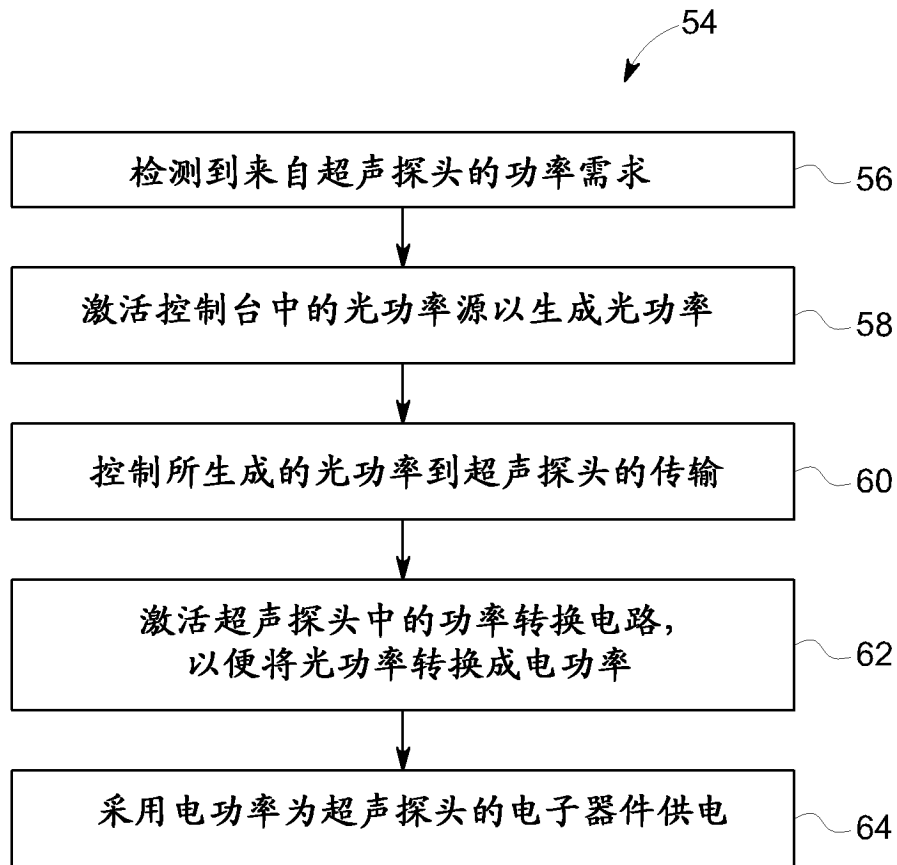 54
检测到来自超声探头的功率需求
56
激活控制台中的光功率源以生成光功率
58
控制所生成的光功率到超声探头的传输
60
激活超声探头中的功率转换电路,
以便将光功率转换成电功率
62
采用电功率为超声探头的电子器件供电
64